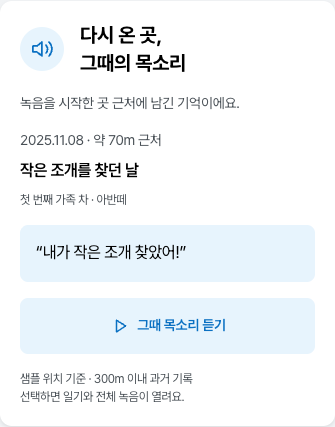 다시 온 곳,
그때의 목소리
녹음을 시작한 곳 근처에 남긴 기억이에요.
2025.11.08 · 약 70m 근처
작은 조개를 찾던 날
첫 번째 가족 차 · 아반떼
“내가 작은 조개 찾았어!”
그때 목소리 듣기
샘플 위치 기준 · 300m 이내 과거 기록
선택하면 일기와 전체 녹음이 열려요.